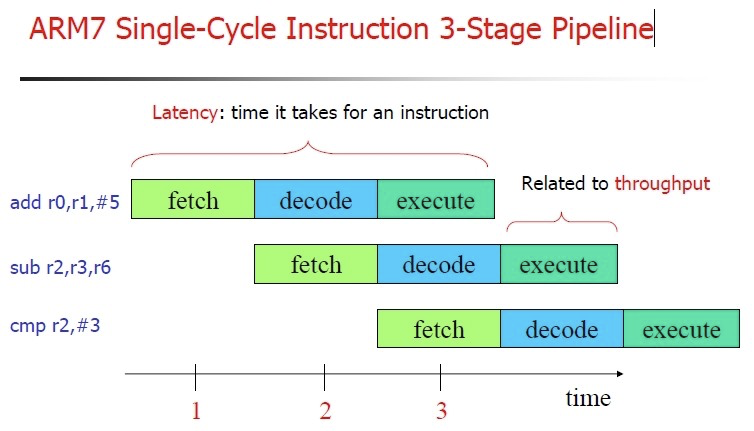 ARM7 Single-Cycle Instruction 3-Stage Pipeline
Latency: time it takes for an instruction
Related to throughput
add r0,r1,#5 fetch decode execute
sub r2,r3,r6 fetch decode execute
cmp r2,#3 fetch decode execute
time
1 2 3